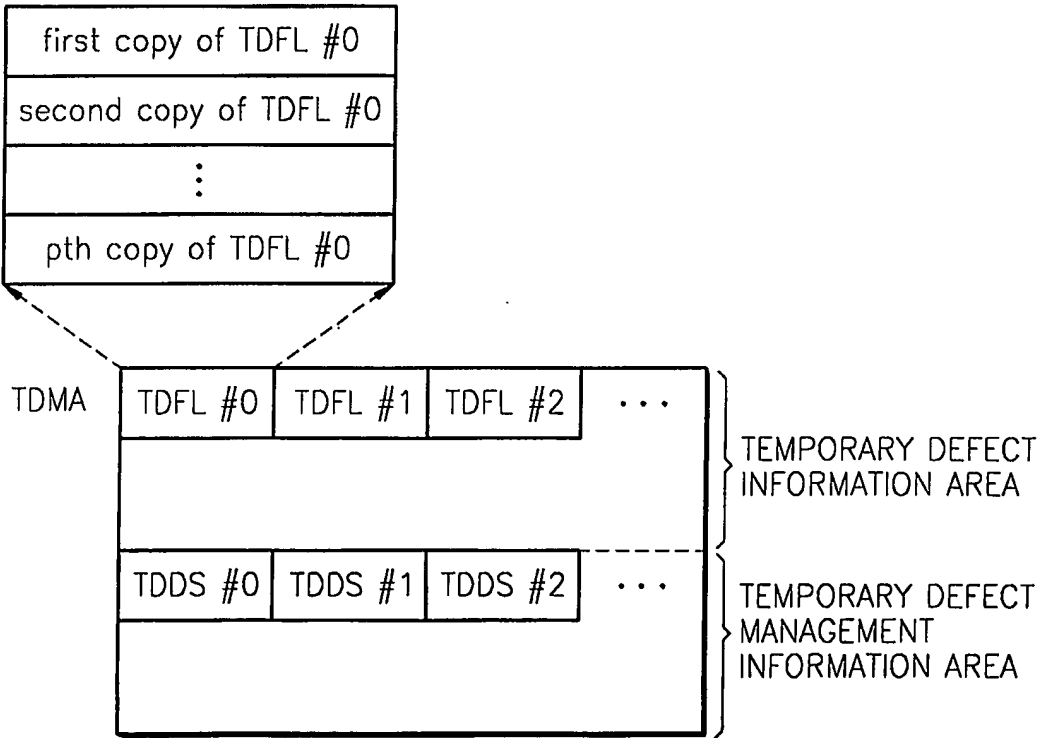 first copy of TDFL #0
second copy of TDFL #0
⋮
pth copy of TDFL #0
TDMA
TDFL #0 TDFL #1 TDFL #2 ...
TEMPORARY DEFECT
INFORMATION AREA
TDDS #0 TDDS #1 TDDS #2 ...
TEMPORARY DEFECT
MANAGEMENT
INFORMATION AREA